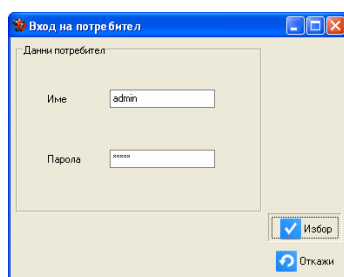 Вход на потребител
Данни потребител
Име
admin
Парола
*****
Избор
Откажи